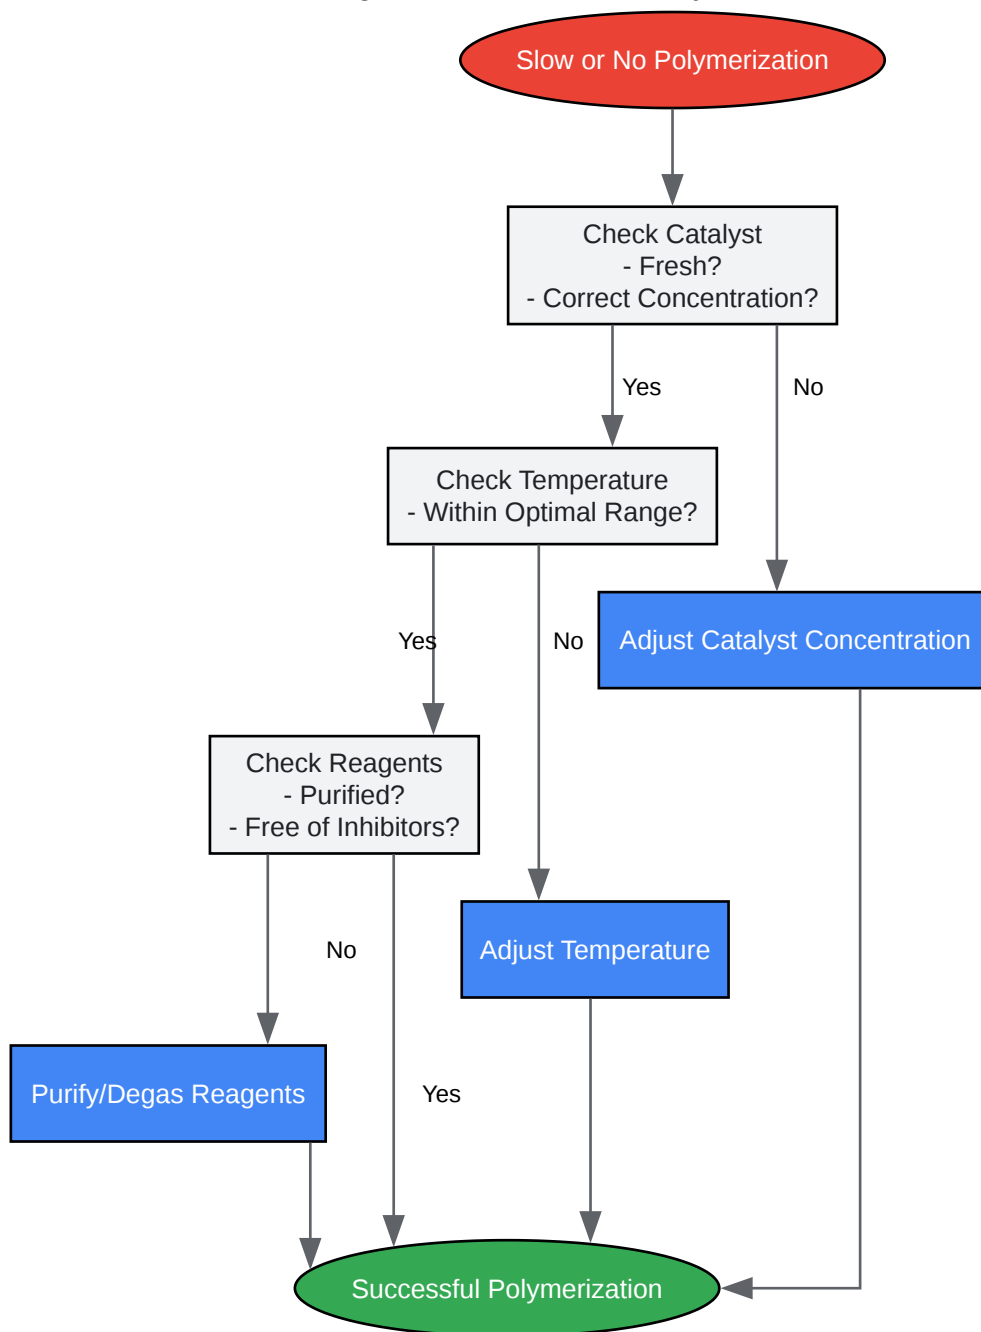 Slow or No Polymerization
Check Catalyst
- Fresh?
- Correct Concentration?
Yes
No
Check Temperature
- Within Optimal Range?
Yes
No
Adjust Catalyst Concentration
Check Reagents
- Purified?
- Free of Inhibitors?
No
Adjust Temperature
Purify/Degas Reagents
Yes
Successful Polymerization